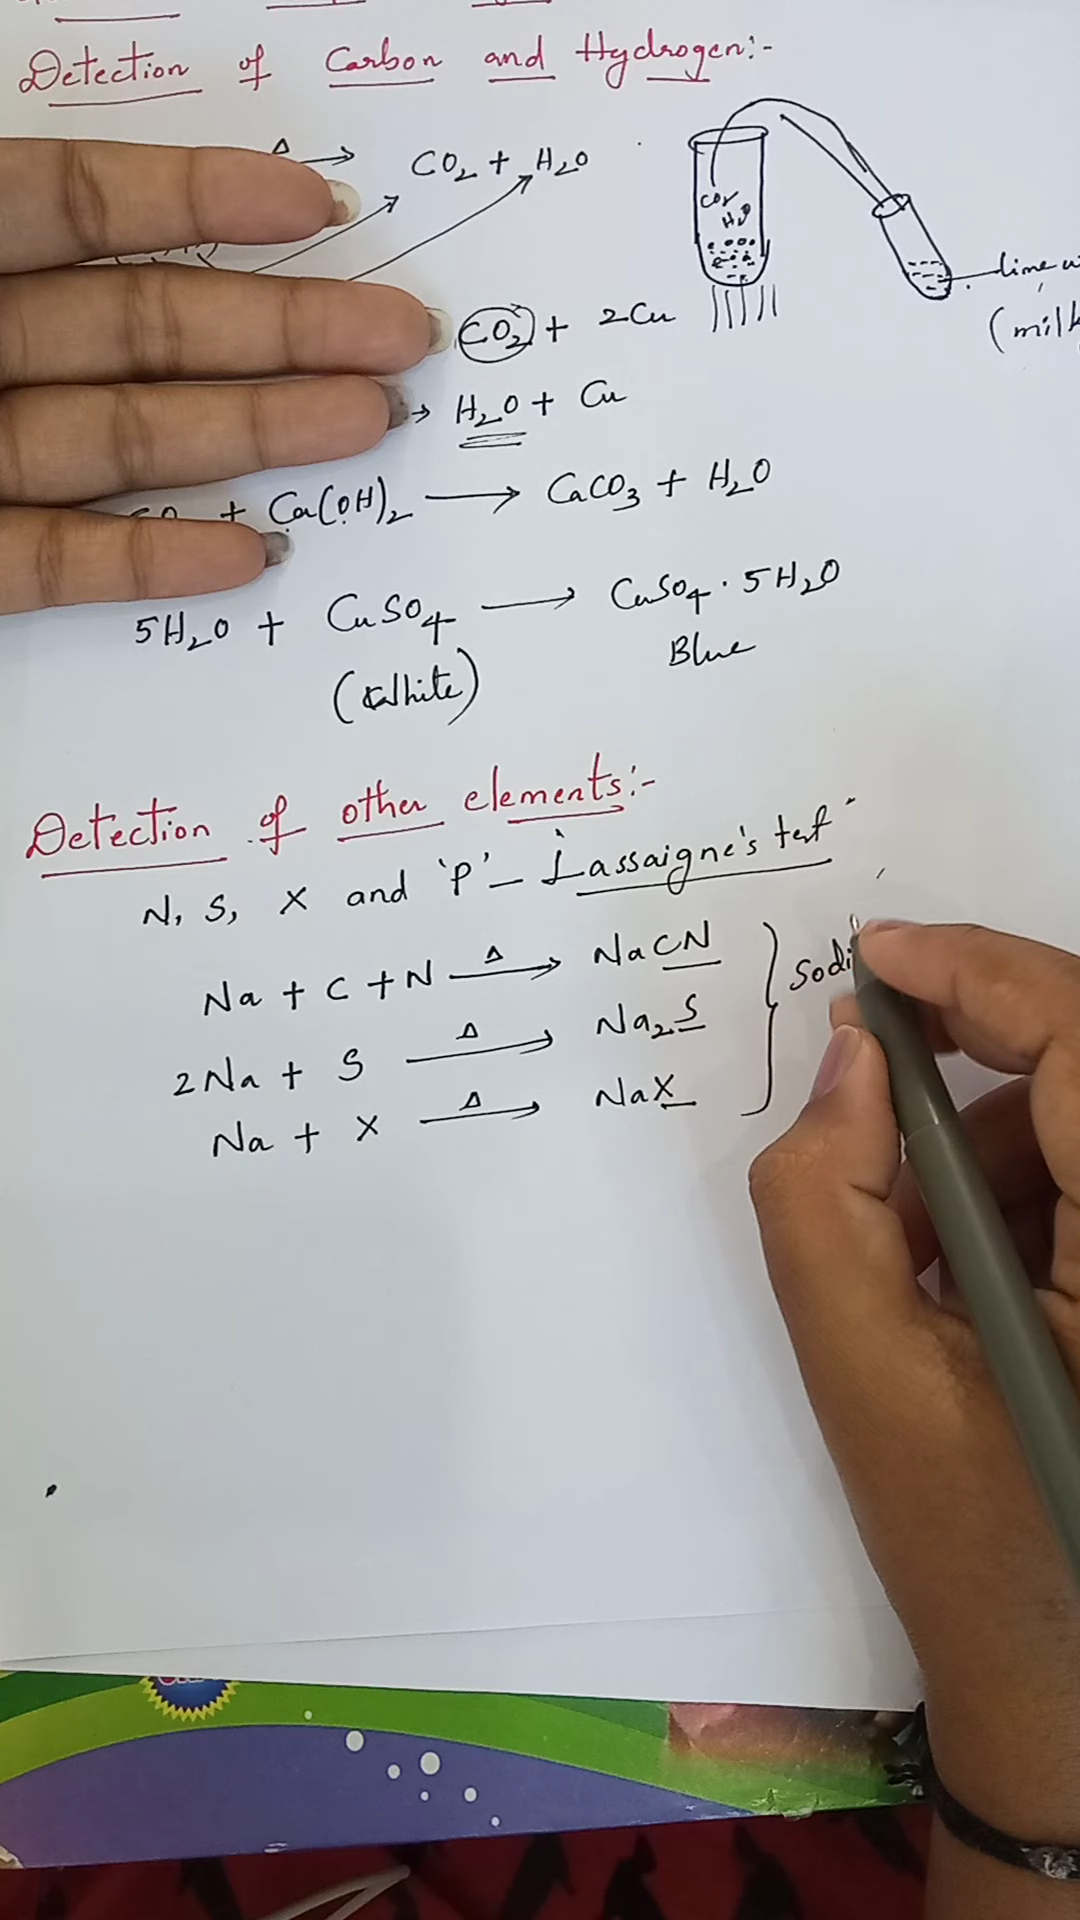 Detection of Carbon and Hydrogen:-
Δ → CO₂ + H₂O
CO₂
H₂O
lime
(milk
CO₂ + 2Cu
→ H₂O + Cu
+ Ca(OH)₂ → CaCO₃ + H₂O
5H₂O + CuSO₄ → CuSO₄ · 5H₂O
(White) Blue
Detection of other elements:-
N, S, X and 'P' – Lassaigne's test
Na + C + N —Δ→ NaCN
Sodi
2Na + S —Δ→ Na₂S
Na + X —Δ→ NaX